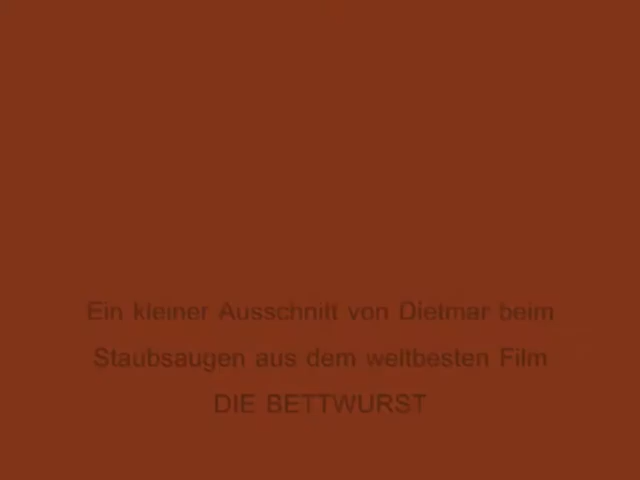 Ein kleiner Ausschnitt von Dietmar beim
Staubsaugen aus dem weltbesten Film
DIE BETTWURST